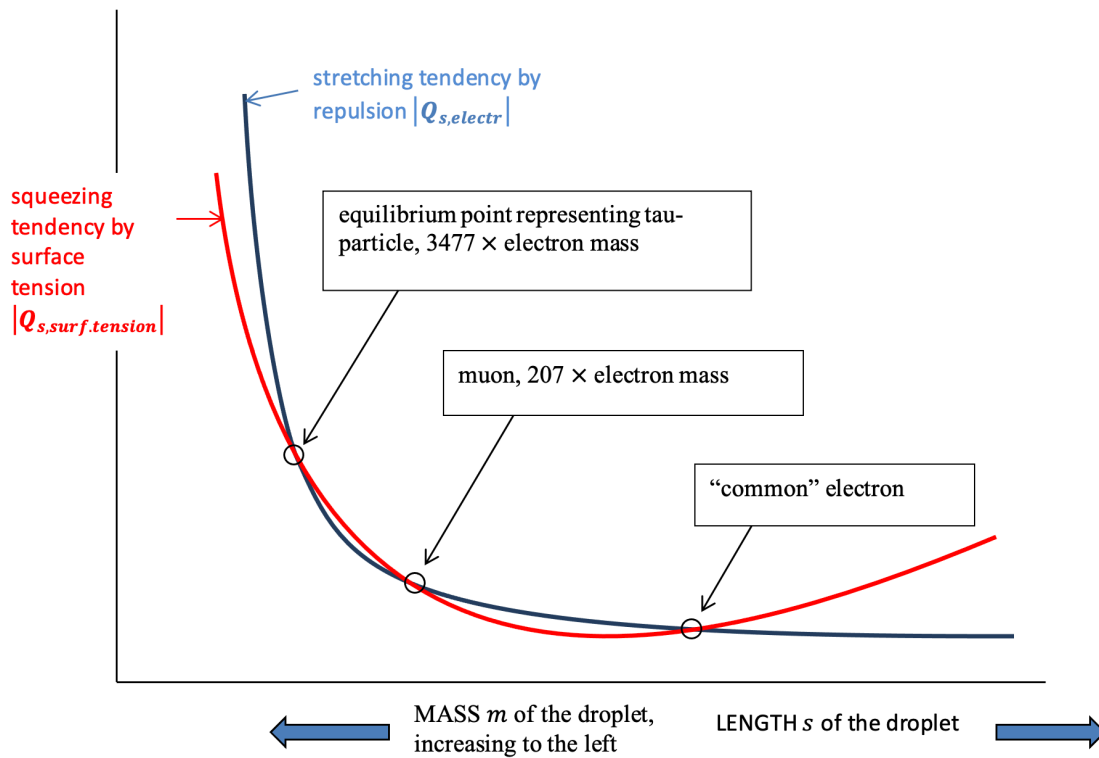 stretching tendency by
repulsion |Q_{s,electr}|
squeezing
tendency by
surface
tension
|Q_{s,surf.tension}|
equilibrium point representing tau-
particle, 3477 × electron mass
muon, 207 × electron mass
“common” electron
MASS m of the droplet,
increasing to the left
LENGTH s of the droplet